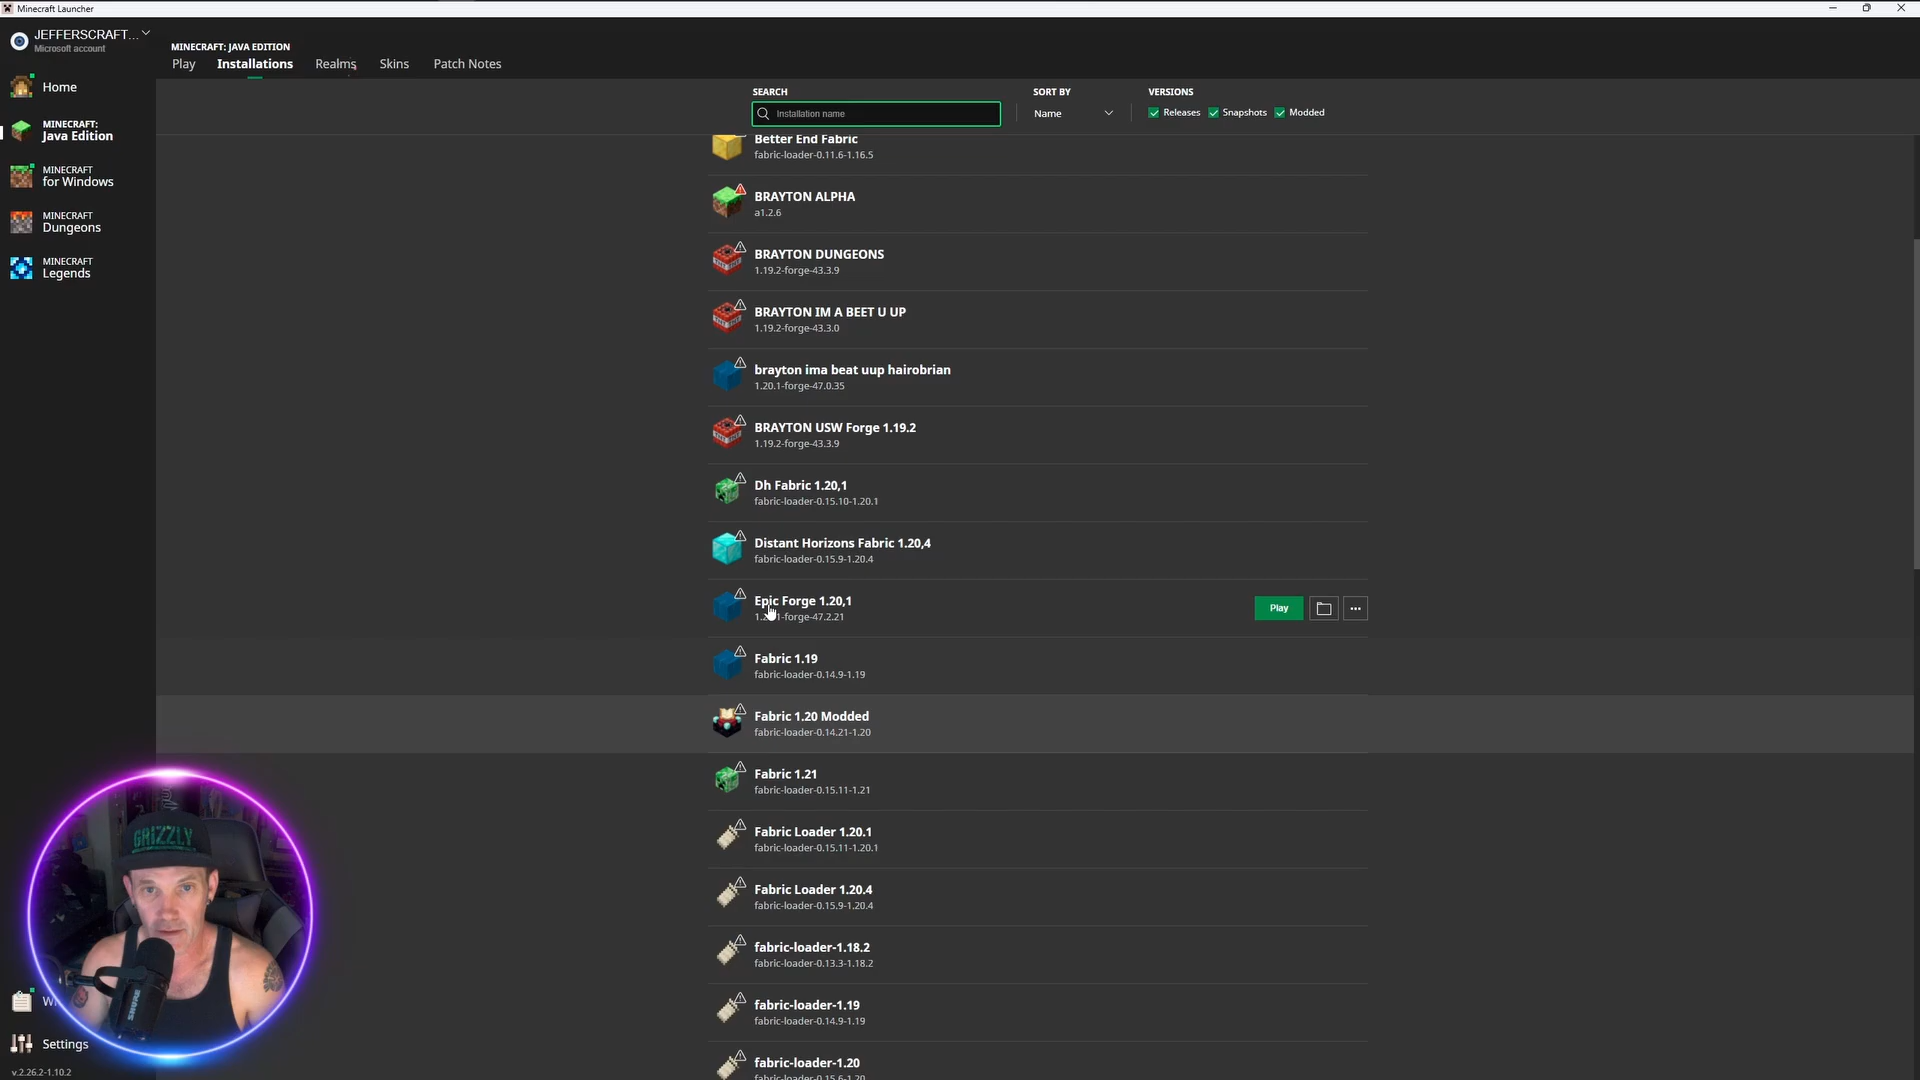 Minecraft Launcher
JEFFERSCRAFT...
Microsoft account
Home
MINECRAFT:
Java Edition
MINECRAFT
for Windows
MINECRAFT
Dungeons
MINECRAFT
Legends
Settings
v.2.26.2-1.10.2
MINECRAFT: JAVA EDITION
Play Installations Realms Skins Patch Notes
SEARCH SORT BY VERSIONS
Installation name Name Releases Snapshots Modded
Better End Fabric
fabric-loader-0.11.6-1.16.5
BRAYTON ALPHA
a1.2.6
BRAYTON DUNGEONS
1.19.2-forge-43.3.9
BRAYTON IM A BEET U UP
1.19.2-forge-43.3.0
brayton ima beat uup hairobrian
1.20.1-forge-47.0.35
BRAYTON USW Forge 1.19.2
1.19.2-forge-43.3.9
Dh Fabric 1.20,1
fabric-loader-0.15.10-1.20.1
Distant Horizons Fabric 1.20,4
fabric-loader-0.15.9-1.20.4
Epic Forge 1.20,1
Play ...
Fabric 1.19
fabric-loader-0.14.9-1.19
Fabric 1.20 Modded
fabric-loader-0.14.21-1.20
Fabric 1.21
fabric-loader-0.15.11-1.21
Fabric Loader 1.20.1
fabric-loader-0.15.11-1.20.1
Fabric Loader 1.20.4
fabric-loader-0.15.9-1.20.4
fabric-loader-1.18.2
fabric-loader-0.13.3-1.18.2
fabric-loader-1.19
fabric-loader-0.14.9-1.19
fabric-loader-1.20
fabric-loader-0.15.6-1.20
GRIZZLY
SHURE